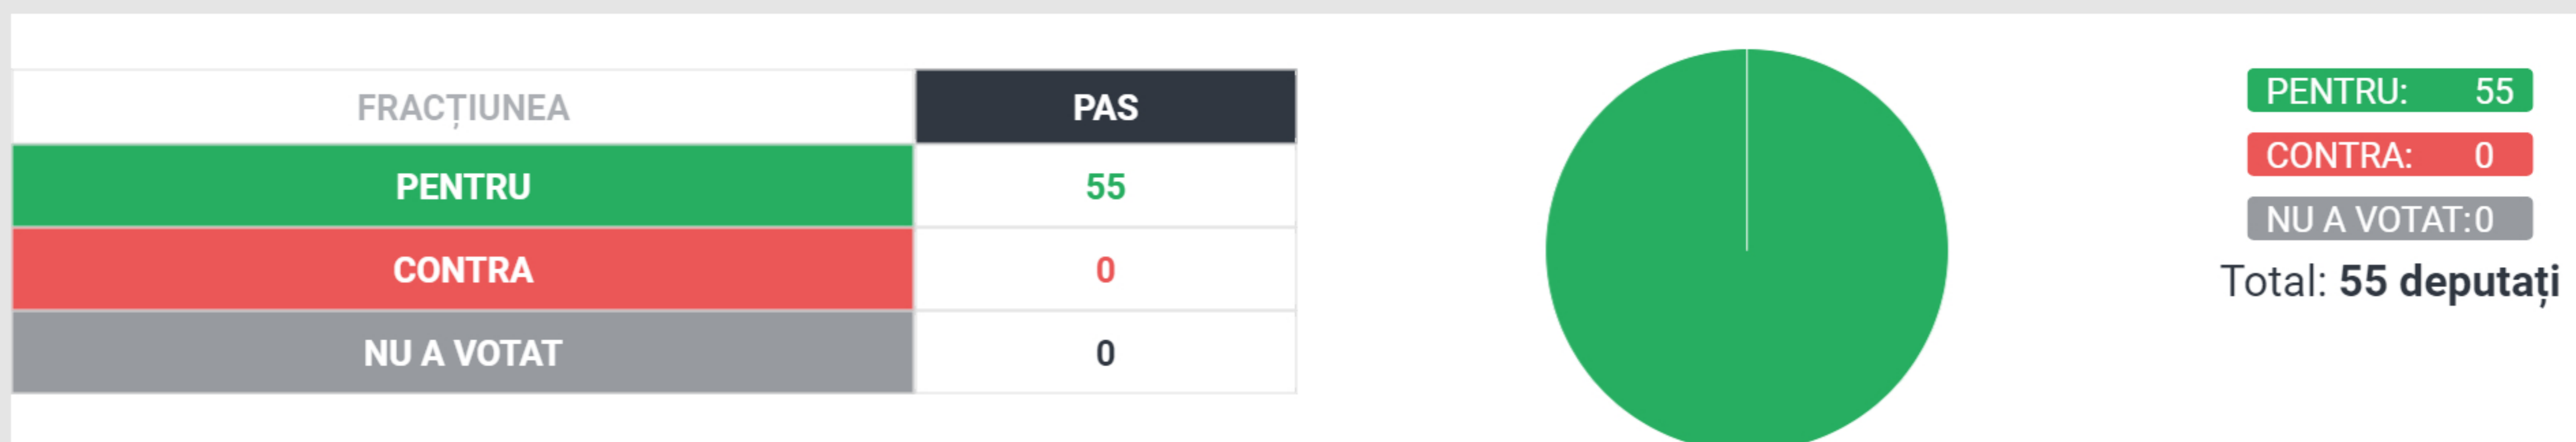 FRACȚIUNEA PAS
PENTRU 55
CONTRA 0
NU A VOTAT 0
PENTRU: 55
CONTRA: 0
NU A VOTAT: 0
Total: 55 deputați